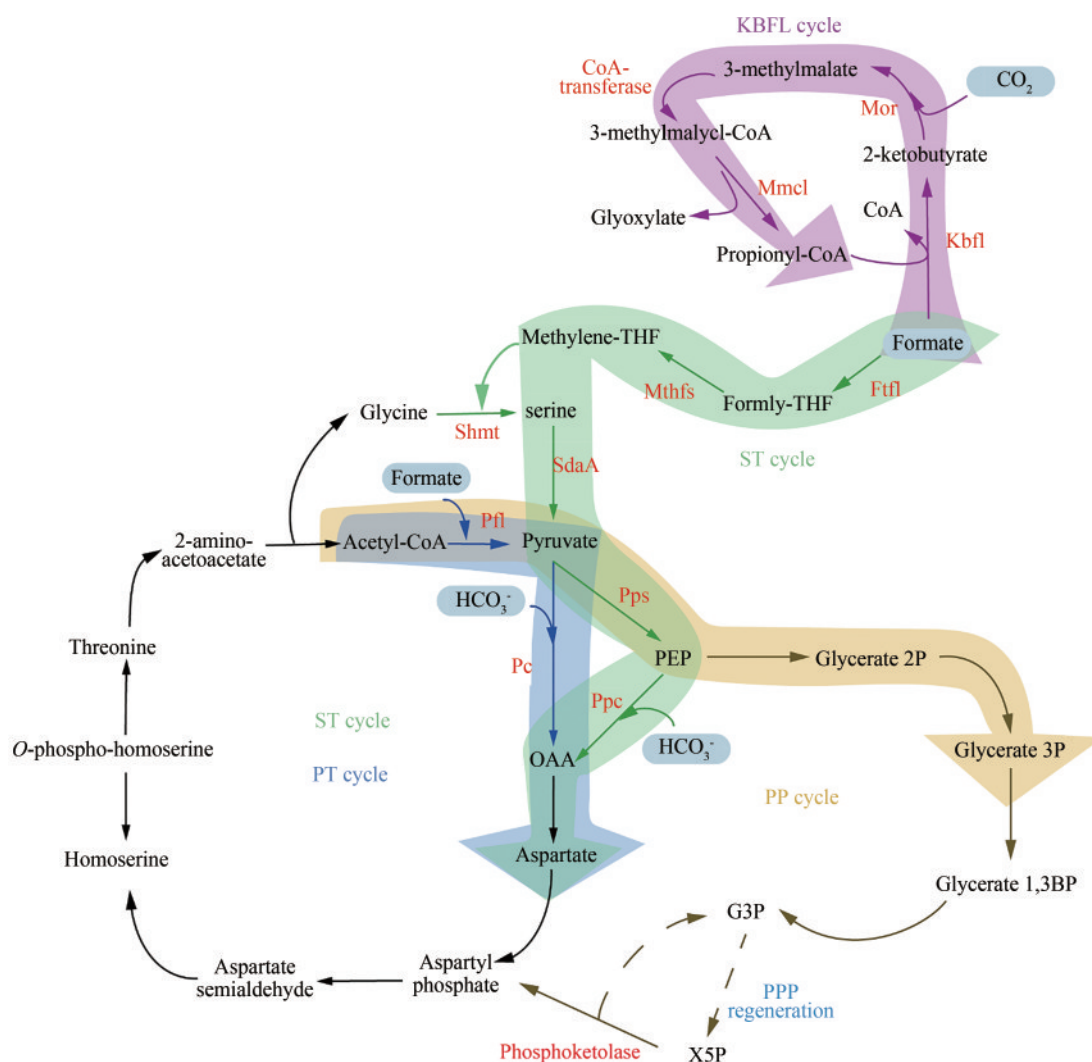 KBFL cycle
CoA-
transferase
3-methylmalate
CO2
Mor
3-methylmalycl-CoA
2-ketobutyrate
Mmcl
Glyoxylate
CoA
Kbfl
Propionyl-CoA
Methylene-THF
Formate
Mthfs
Ftfl
Formly-THF
Glycine
serine
Shmt
ST cycle
SdaA
Formate
Pfl
2-amino-
acetoacetate
Acetyl-CoA
Pyruvate
HCO3-
Pps
Threonine
PEP
Glycerate 2P
Pc
Ppc
ST cycle
O-phospho-homoserine
OAA
HCO3-
Glycerate 3P
PT cycle
PP cycle
Homoserine
Aspartate
Glycerate 1,3BP
G3P
Aspartate
semialdehyde
Aspartyl
phosphate
PPP
regeneration
Phosphoketolase
X5P